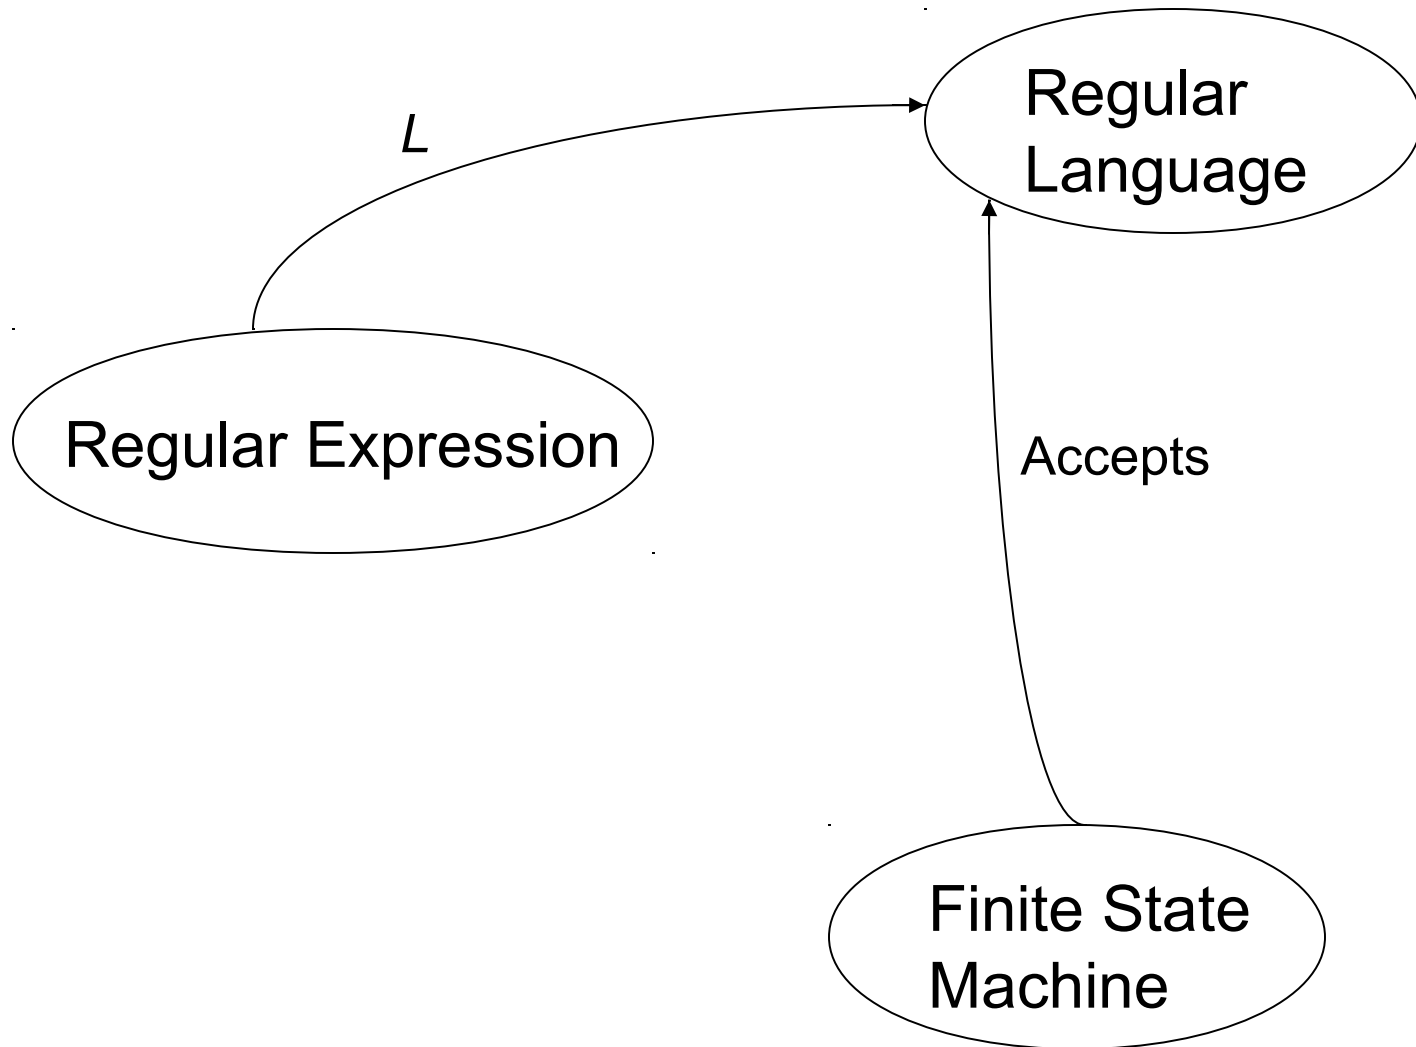 Regular
Language
L
Regular Expression
Accepts
Finite State
Machine